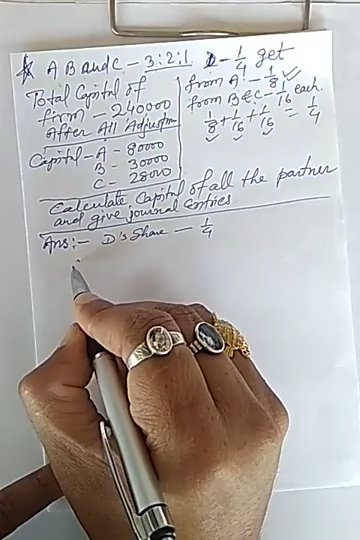 A B and C - 3:2:1 D - 1/4 get
Total Capital of
firm - 240000
After All Adjustm
from A - 1/8 ✓
from B & C - 1/16 each.
1/8 + 1/16 + 1/16 = 1/4
Capital - A - 80000
B - 30000
C - 28000
Calculate Capital of all the partner
and give journal entries
Ans:- D's Share - 1/4